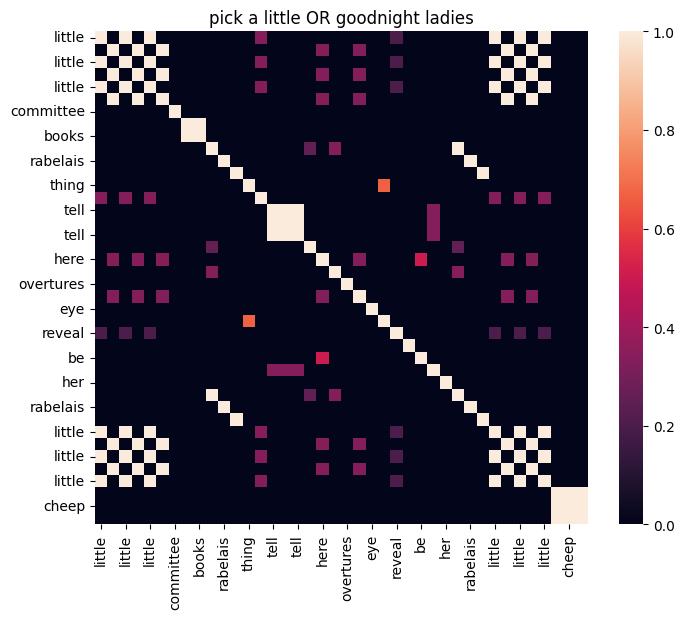 pick a little OR goodnight ladies
little
little
little
committee
books
rabelais
thing
tell
tell
here
overtures
eye
reveal
be
her
rabelais
little
little
little
cheep
little
little
little
committee
books
rabelais
thing
tell
tell
here
overtures
eye
reveal
be
her
rabelais
little
little
little
cheep
1.0
0.8
0.6
0.4
0.2
0.0